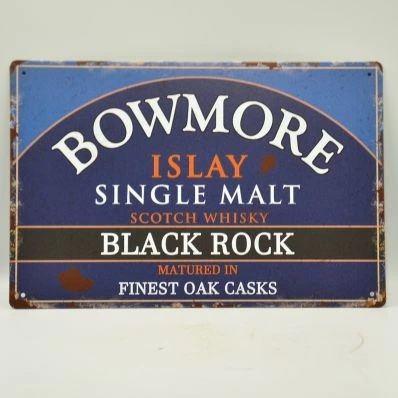 BOWMORE
ISLAY
SINGLE MALT
SCOTCH WHISKY
BLACK ROCK
MATURED IN
FINEST OAK CASKS